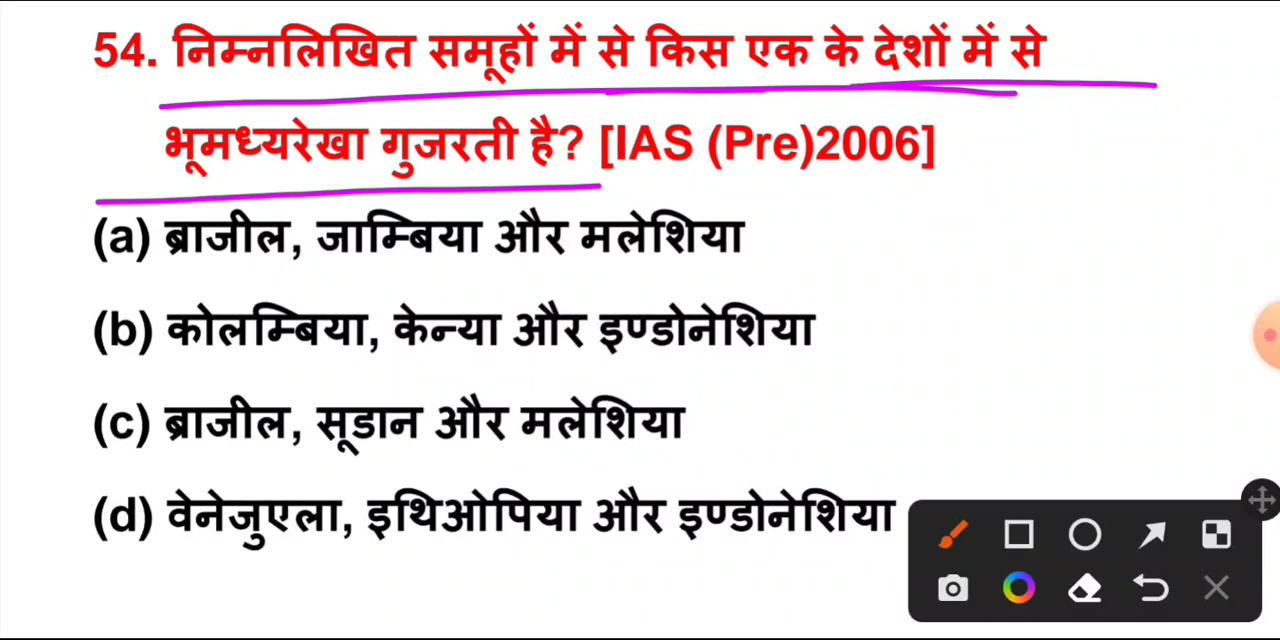 54. निम्नलिखित समूहों में से किस एक के देशों में से
भूमध्यरेखा गुजरती है? [IAS (Pre)2006]
(a) ब्राजील, जाम्बिया और मलेशिया
(b) कोलम्बिया, केन्या और इण्डोनेशिया
(c) ब्राजील, सूडान और मलेशिया
(d) वेनेजुएला, इथिओपिया और इण्डोनेशिया